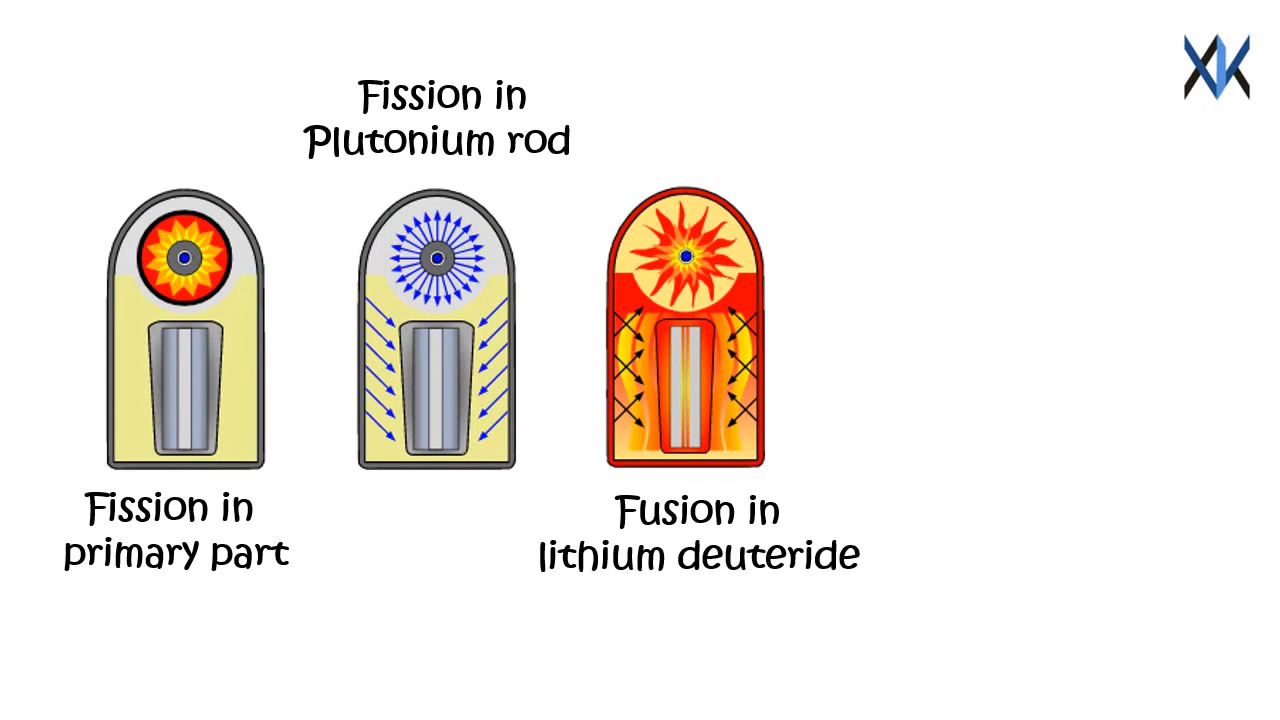 Fission in
Plutonium rod
Fission in
primary part
Fusion in
lithium deuteride